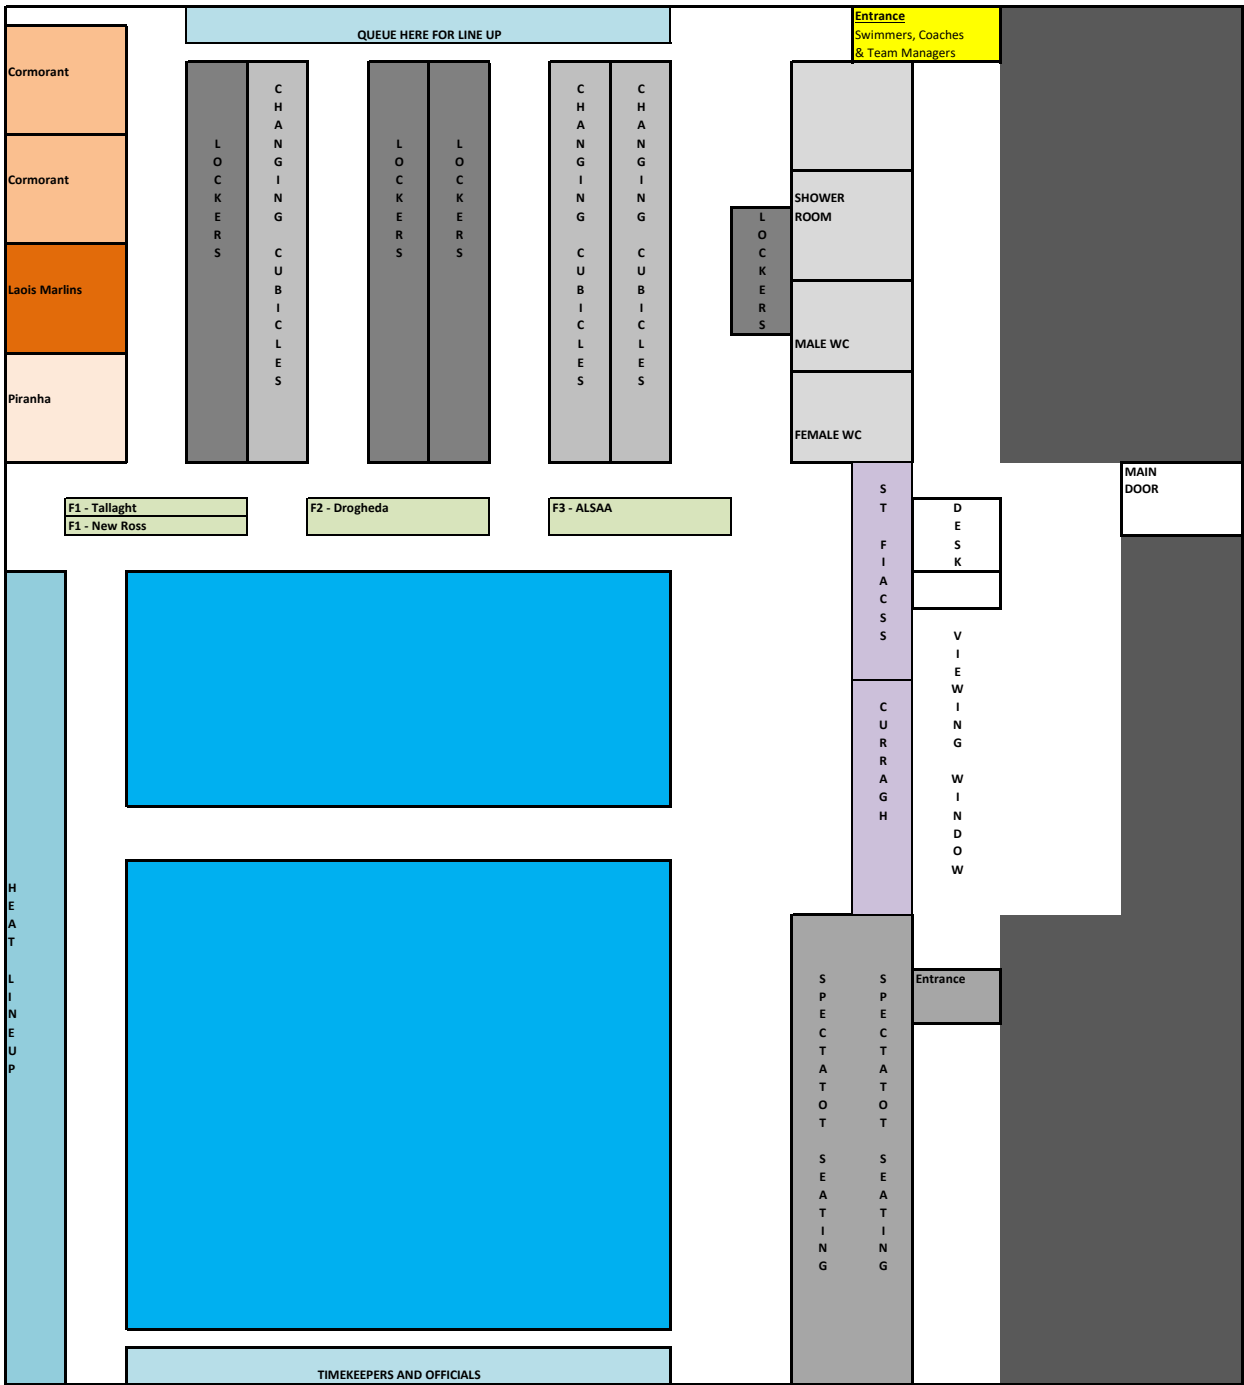 QUEUE HERE FOR LINE UP
Entrance
Swimmers, Coaches
& Team Managers
Cormorant
Cormorant
Laois Marlins
Piranha
LOCKERS
CHANGING CUBICLES
LOCKERS
LOCKERS
CHANGING CUBICLES
CHANGING CUBICLES
LOCKERS
SHOWER
ROOM
MALE WC
FEMALE WC
MAIN
DOOR
F1 - Tallaght
F1 - New Ross
F2 - Drogheda
F3 - ALSAA
ST FIACSS
DESK
CURRAGH
VIEWING WINDOW
HEAT LINEUP
SPECTATOT SEATING
SPECTATOT SEATING
Entrance
TIMEKEEPERS AND OFFICIALS